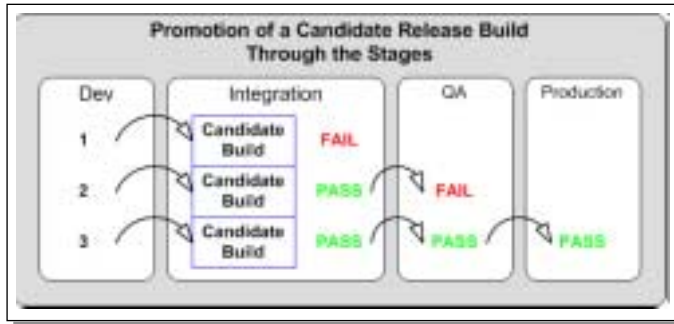 Promotion of a Candidate Release Build
Through the Stages
Dev Integration QA Production
1 Candidate Build FAIL
2 Candidate Build PASS FAIL
3 Candidate Build PASS PASS PASS